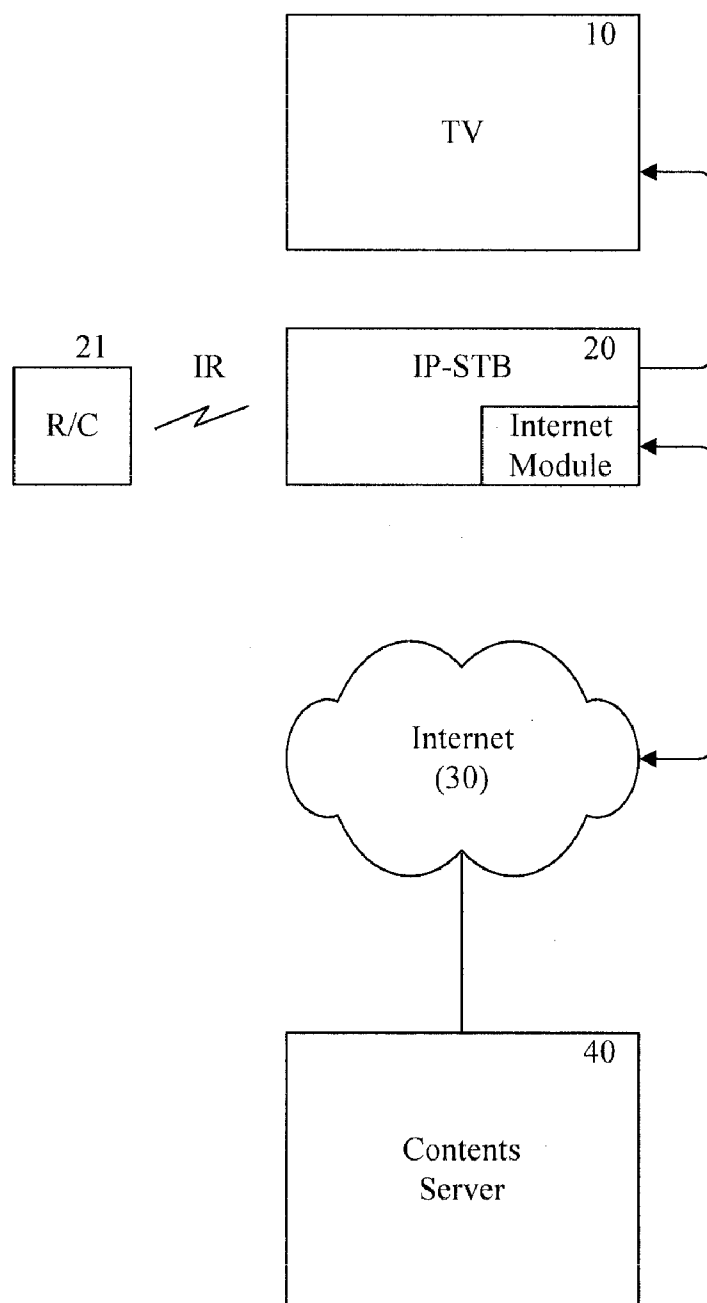 10
TV
21
IR
R/C
20
IP-STB
Internet
Module
Internet
(30)
40
Contents
Server